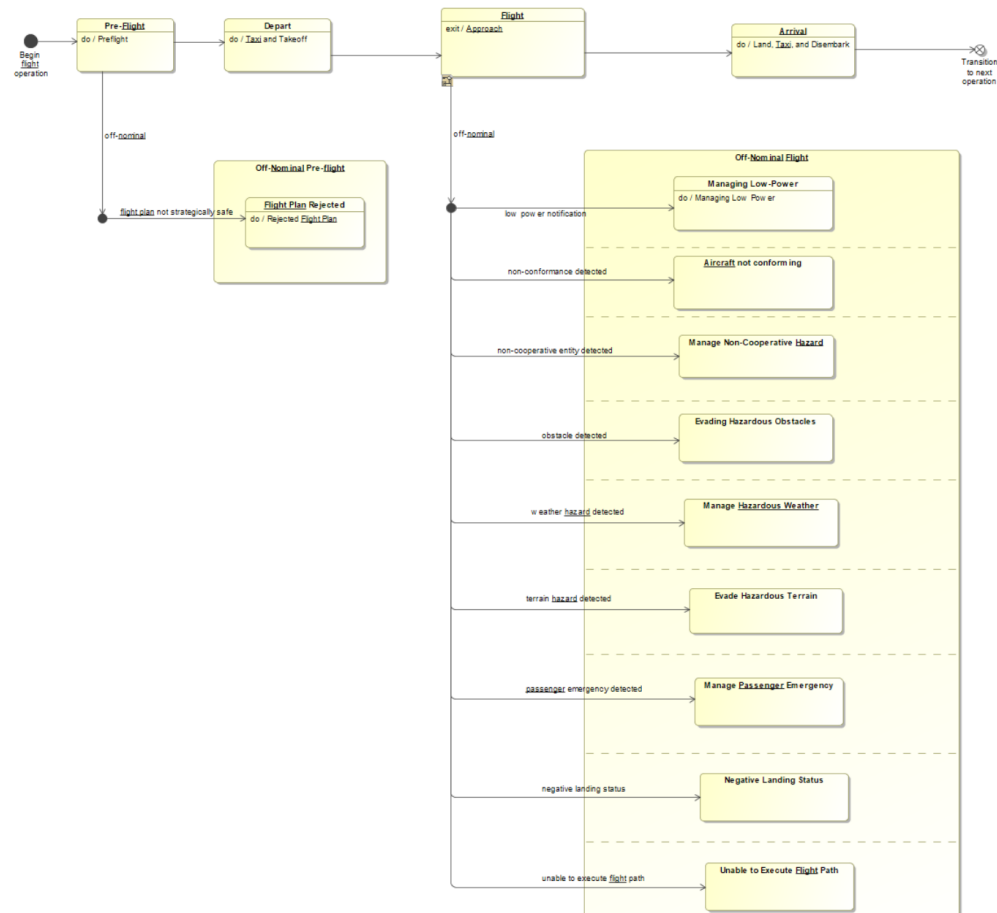 Pre-Flight
do / Preflight
Depart
do / Taxi and Takeoff
Flight
exit / Approach
Arrival
do / Land, Taxi, and Disembark
Begin
flight
operation
Transition
to next
operation
off-nominal
off-nominal
Off-Nominal Pre-flight
Flight Plan Rejected
do / Rejected Flight Plan
flight plan not strategically safe
Off-Nominal Flight
Managing Low-Power
do / Managing Low Power
low power notification
Aircraft not conforming
non-conformance detected
Manage Non-Cooperative Hazard
non-cooperative entity detected
Evading Hazardous Obstacles
obstacle detected
Manage Hazardous Weather
weather hazard detected
Evade Hazardous Terrain
terrain hazard detected
Manage Passenger Emergency
passenger emergency detected
Negative Landing Status
negative landing status
Unable to Execute Flight Path
unable to execute flight path